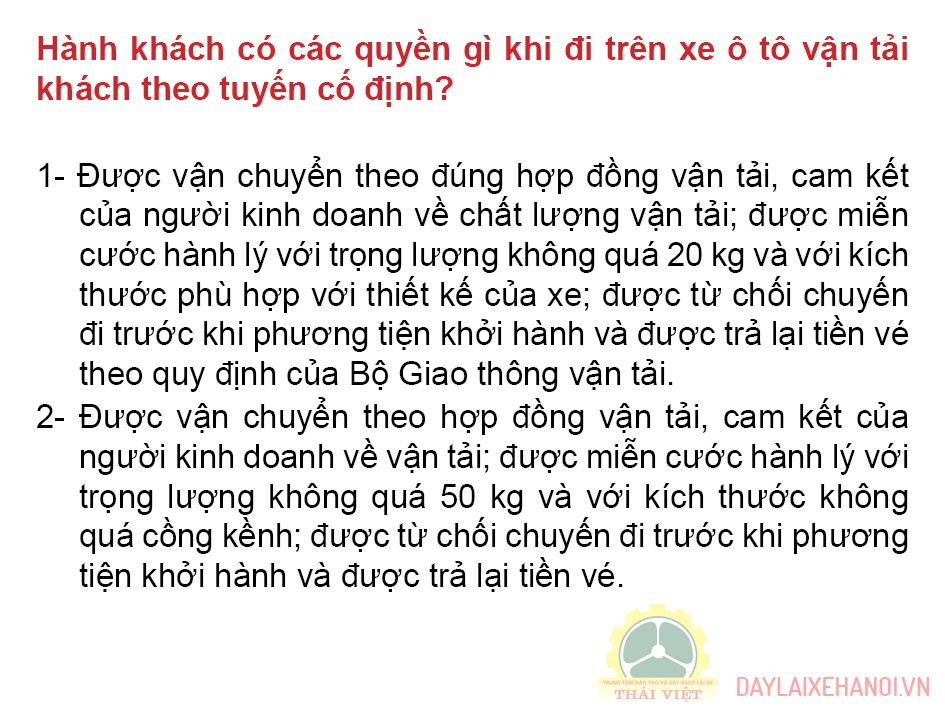 Hành khách có các quyền gì khi đi trên xe ô tô vận tải
khách theo tuyến cố định?
1- Được vận chuyển theo đúng hợp đồng vận tải, cam kết
của người kinh doanh về chất lượng vận tải; được miễn
cước hành lý với trọng lượng không quá 20 kg và với kích
thước phù hợp với thiết kế của xe; được từ chối chuyến
đi trước khi phương tiện khởi hành và được trả lại tiền vé
theo quy định của Bộ Giao thông vận tải.
2- Được vận chuyển theo hợp đồng vận tải, cam kết của
người kinh doanh về vận tải; được miễn cước hành lý với
trọng lượng không quá 50 kg và với kích thước không
quá cồng kềnh; được từ chối chuyến đi trước khi phương
tiện khởi hành và được trả lại tiền vé.
TRUNG TÂM ĐÀO TẠO VÀ SÁT HẠCH LÁI XE
THÁI VIỆT
DAYLAIXEHANOI.VN